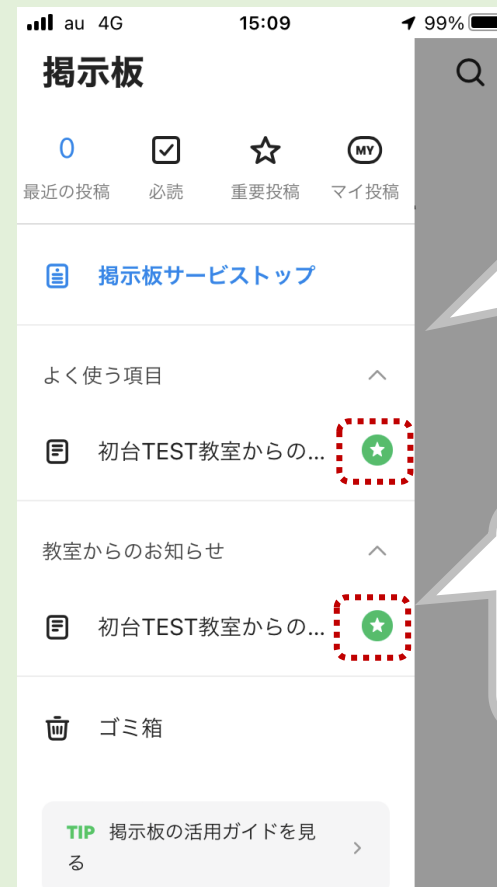 au 4G 15:09 99%
掲示板
0
MY
最近の投稿 必読 重要投稿 マイ投稿
掲示板サービストップ
よく使う項目
初台TEST教室からの...
教室からのお知らせ
初台TEST教室からの...
ゴミ箱
TIP 掲示板の活用ガイドを見
る